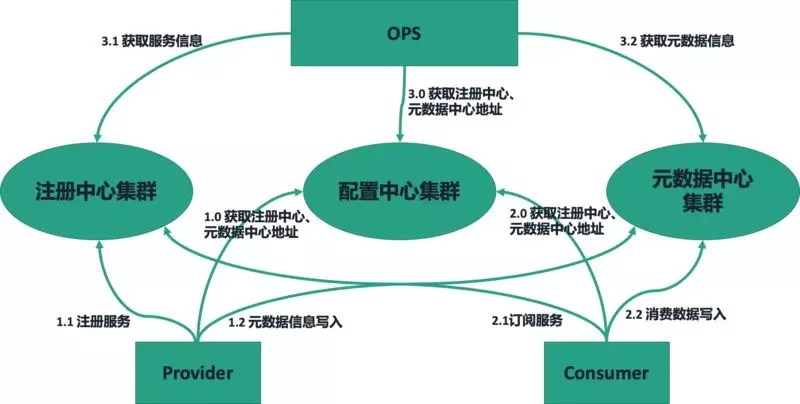 OPS
3.1 获取服务信息
3.2 获取元数据信息
3.0 获取注册中心、
元数据中心地址
注册中心集群
配置中心集群
元数据中心
集群
1.0 获取注册中心、
元数据中心地址
2.0 获取注册中心、
元数据中心地址
1.1 注册服务
1.2 元数据信息写入
2.1订阅服务
2.2 消费数据写入
Provider
Consumer